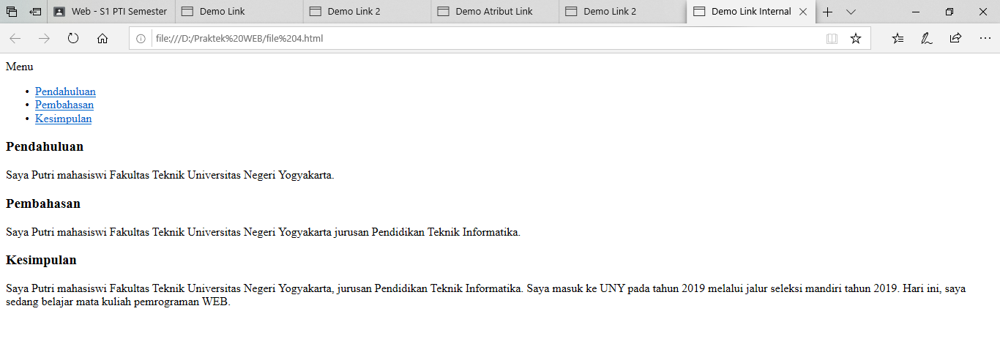 Web - S1 PTI Semester
Demo Link
Demo Link 2
Demo Atribut Link
Demo Link 2
Demo Link Internal
file:///D:/Praktek%20WEB/file%204.html
Menu
• Pendahuluan
• Pembahasan
• Kesimpulan
Pendahuluan
Saya Putri mahasiswi Fakultas Teknik Universitas Negeri Yogyakarta.
Pembahasan
Saya Putri mahasiswi Fakultas Teknik Universitas Negeri Yogyakarta jurusan Pendidikan Teknik Informatika.
Kesimpulan
Saya Putri mahasiswi Fakultas Teknik Universitas Negeri Yogyakarta, jurusan Pendidikan Teknik Informatika. Saya masuk ke UNY pada tahun 2019 melalui jalur seleksi mandiri tahun 2019. Hari ini, saya
sedang belajar mata kuliah pemrograman WEB.